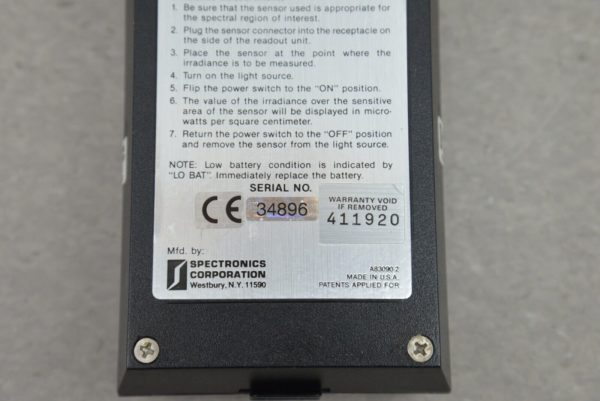 1. Be sure that the sensor used is appropriate for
the spectral region of interest.
2. Plug the sensor connector into the receptacle on
the side of the readout unit.
3. Place the sensor at the point where the
irradiance is to be measured.
4. Turn on the light source.
5. Flip the power switch to the "ON" position.
6. The value of the irradiance over the sensitive
area of the sensor will be displayed in micro-
watts per square centimeter.
7. Return the power switch to the "OFF" position
and remove the sensor from the light source.
NOTE: Low battery condition is indicated by
"LO BAT". Immediately replace the battery.
SERIAL NO.
CE 34896
WARRANTY VOID
IF REMOVED
411920
Mfd. by:
SPECTRONICS
CORPORATION
Westbury, N.Y. 11590
A83090-2
MADE IN U.S.A.
PATENTS APPLIED FOR